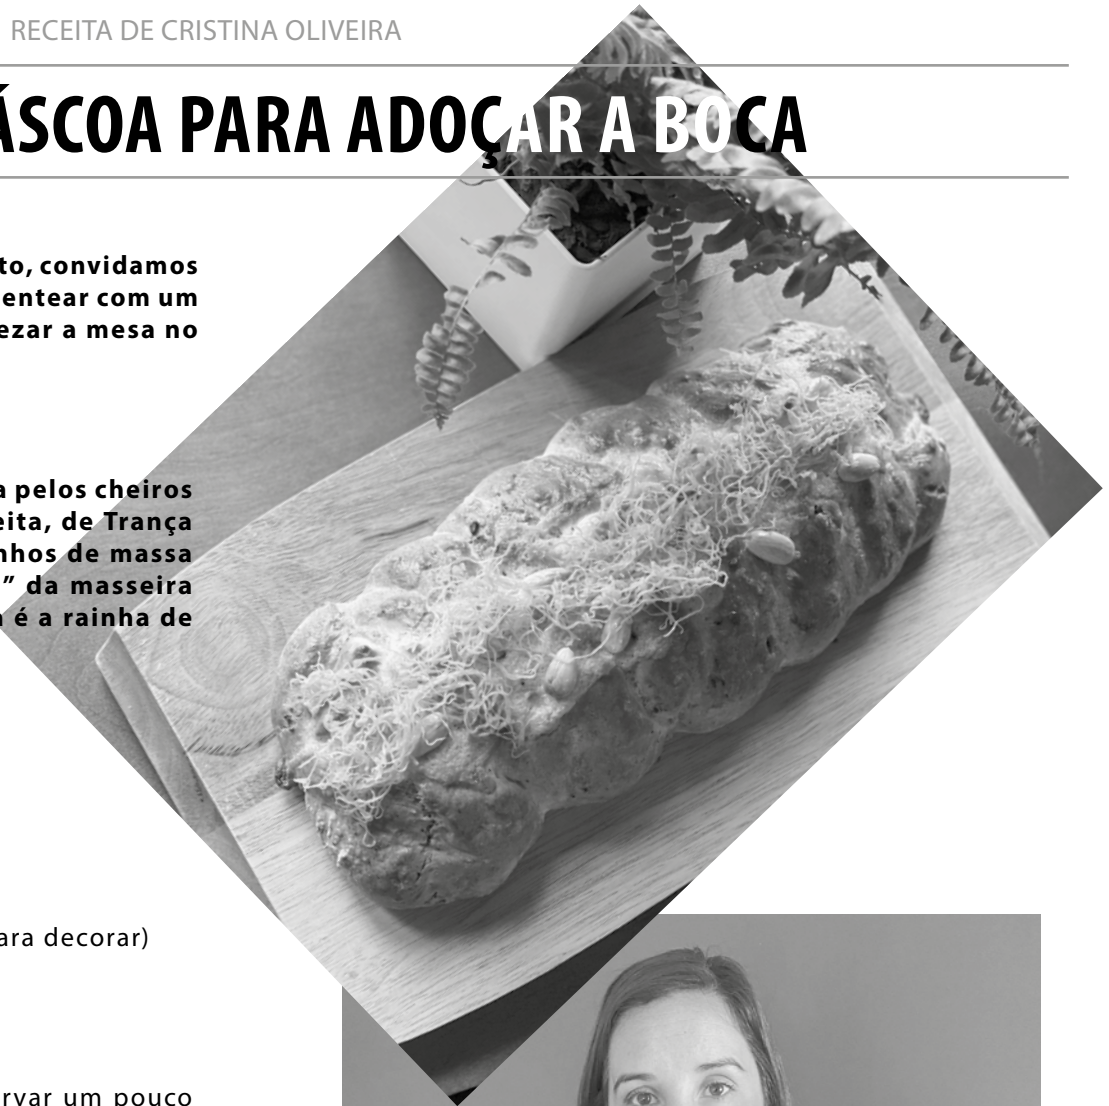 RECEITA DE CRISTINA OLIVEIRA
ÁSCOA PARA ADOÇAR A BOCA
to, convidamos
entear com um
ezar a mesa no
a pelos cheiros
eita, de Trança
nhos de massa
” da masseira
a é a rainha de
ara decorar)
rvar um pouco